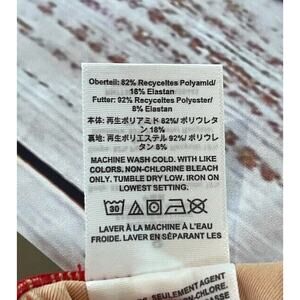 Oberteil: 82% Recyceltes Polyamid/
18% Elastan
Futter: 92% Recyceltes Polyester/
8% Elastan
本体: 再生ポリアミド 82%/ ポリウレ
タン 18%
裏地: 再生ポリエステル 92%/ ポリウレ
タン 8%
MACHINE WASH COLD. WITH LIKE
COLORS. NON-CHLORINE BLEACH
ONLY. TUMBLE DRY LOW. IRON ON
LOWEST SETTING.
30
LAVER À LA MACHINE À L'EAU
FROIDE. LAVER EN SÉPARANT LES
SEULEMENT AGENT